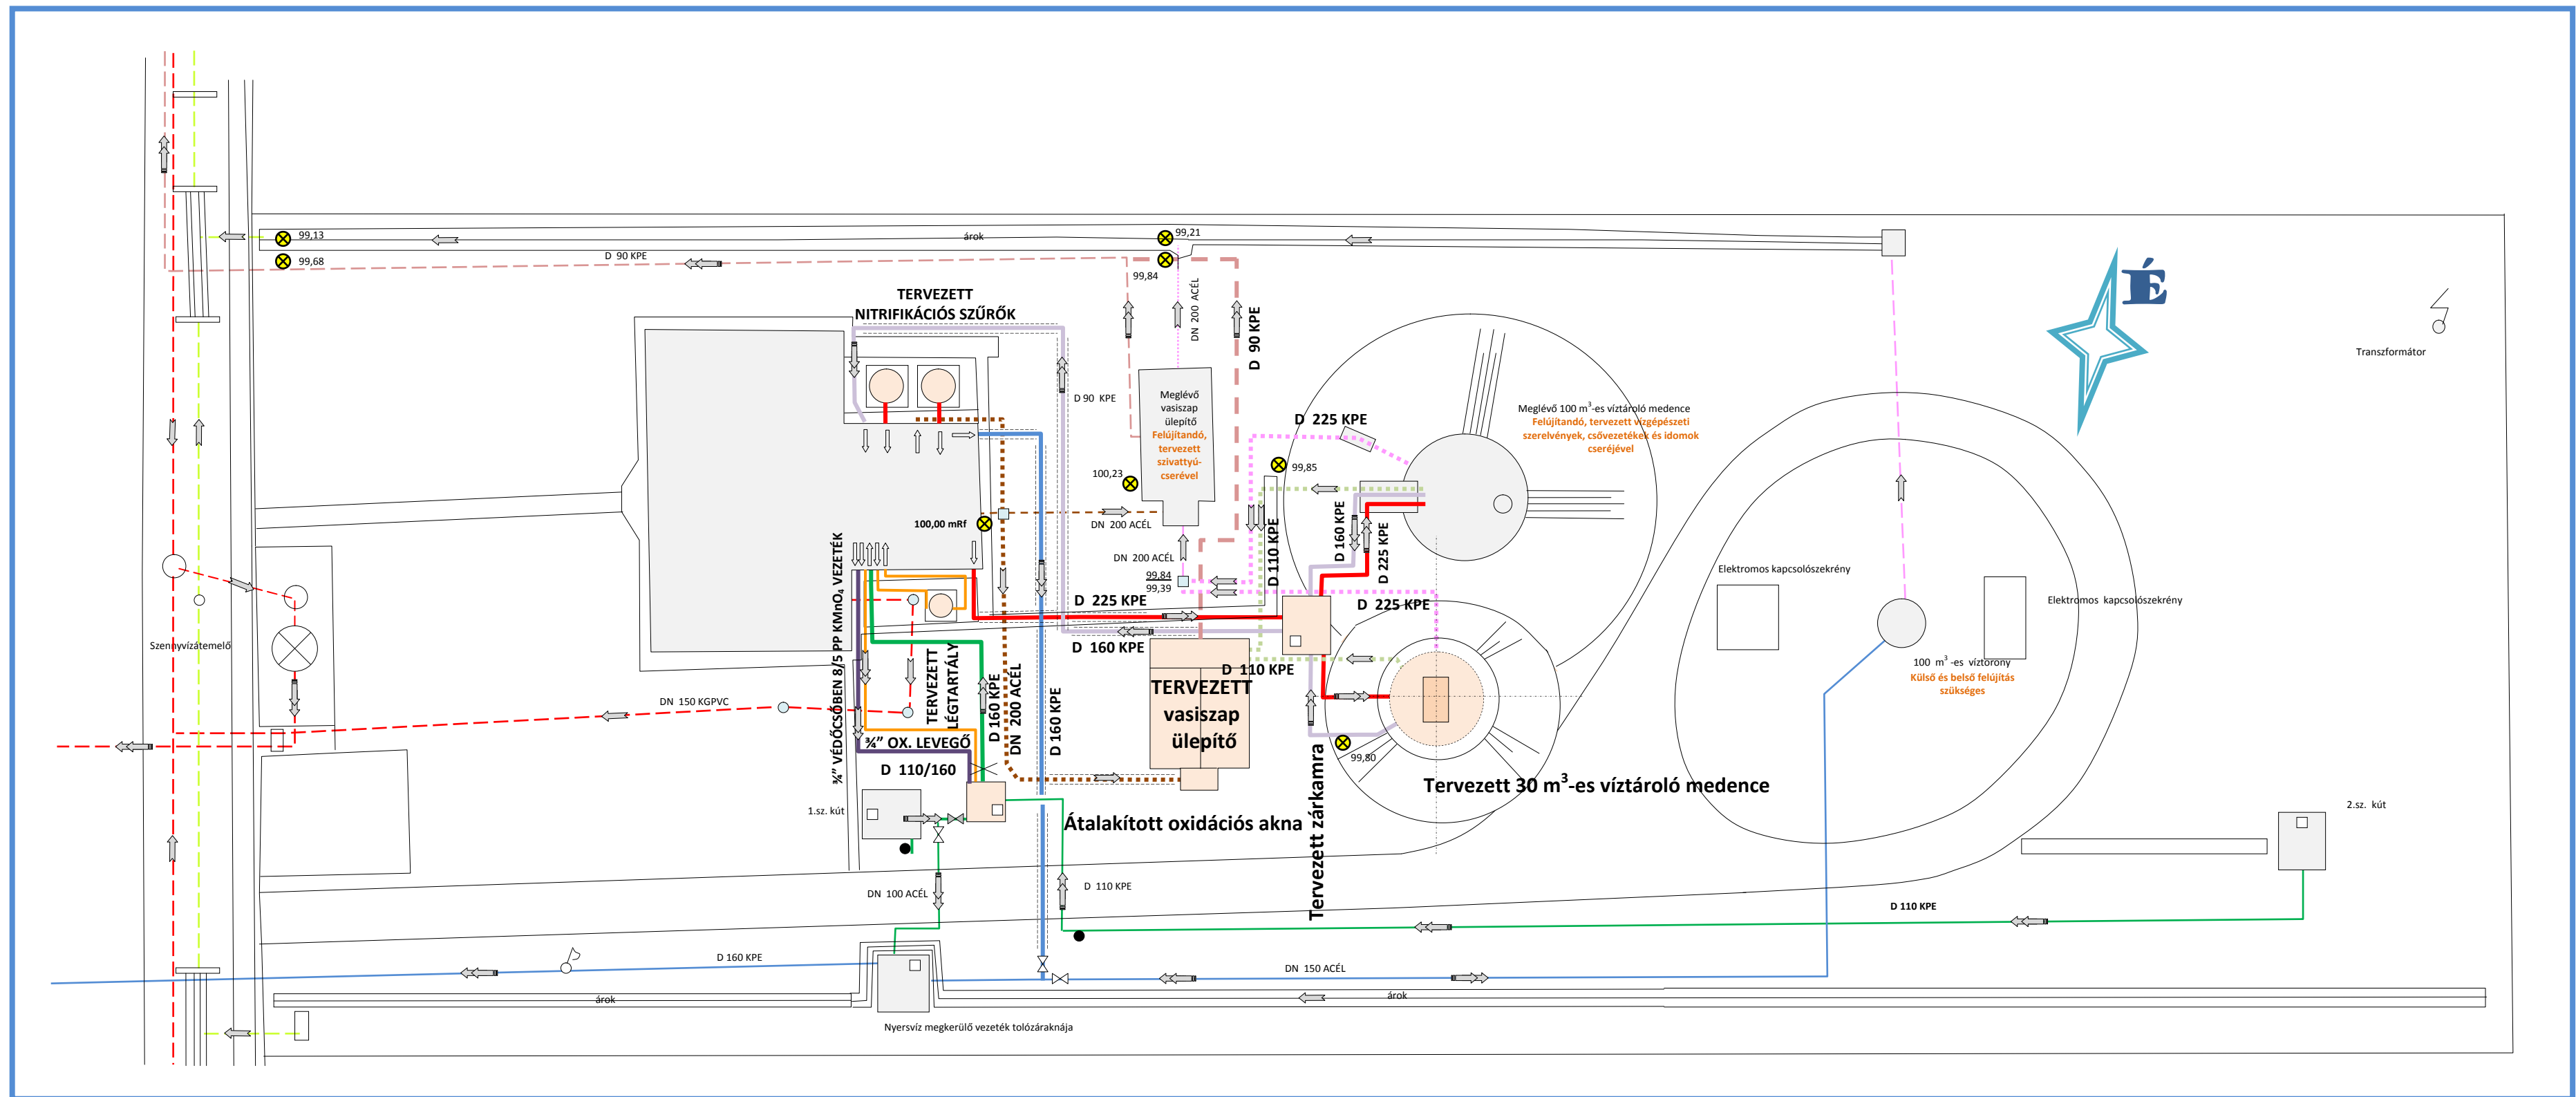 99,13
99,68
D 90 KPE
árok
99,21
99,84
É
TERVEZETT
NITRIFIKÁCIÓS SZŰRŐK
DN 200 ACÉL
D 90 KPE
Transzformátor
D 90 KPE
Meglévő
vasiszap
ülepítő
Felújítandó,
tervezett
szivattyú-
cserével
D 225 KPE
Meglévő 100 m³-es víztároló medence
Felújítandó, tervezett vízgépészeti
szerelvények, csővezetékek és idomok
cseréjével
100,23
99,85
100,00 mRf
DN 200 ACÉL
D 110 KPE
D 160 KPE
D 225 KPE
DN 200 ACÉL
99,84
99,39
Elektromos kapcsolószekrény
Elektromos kapcsolószekrény
D 225 KPE
D 225 KPE
Szennyvízátemelő
D 160 KPE
D 110 KPE
100 m³-es víztorony
Külső és belső felújítás
szükséges
¾” VÉDŐCSŐBEN 8/5 PP KMnO₄ VEZETÉK
TERVEZETT
LÉGTARTÁLY
D 160 KPE
DN 200 ACÉL
D 160 KPE
TERVEZETT
vasiszap
ülepítő
DN 150 KGPVC
¾” OX. LEVEGŐ
D 110/160
99,80
Tervezett zárkamra
Tervezett 30 m³-es víztároló medence
1.sz. kút
Átalakított oxidációs akna
2.sz. kút
DN 100 ACÉL
D 110 KPE
D 110 KPE
D 160 KPE
DN 150 ACÉL
árok
árok
Nyersvíz megkerülő vezeték tolózáraknája